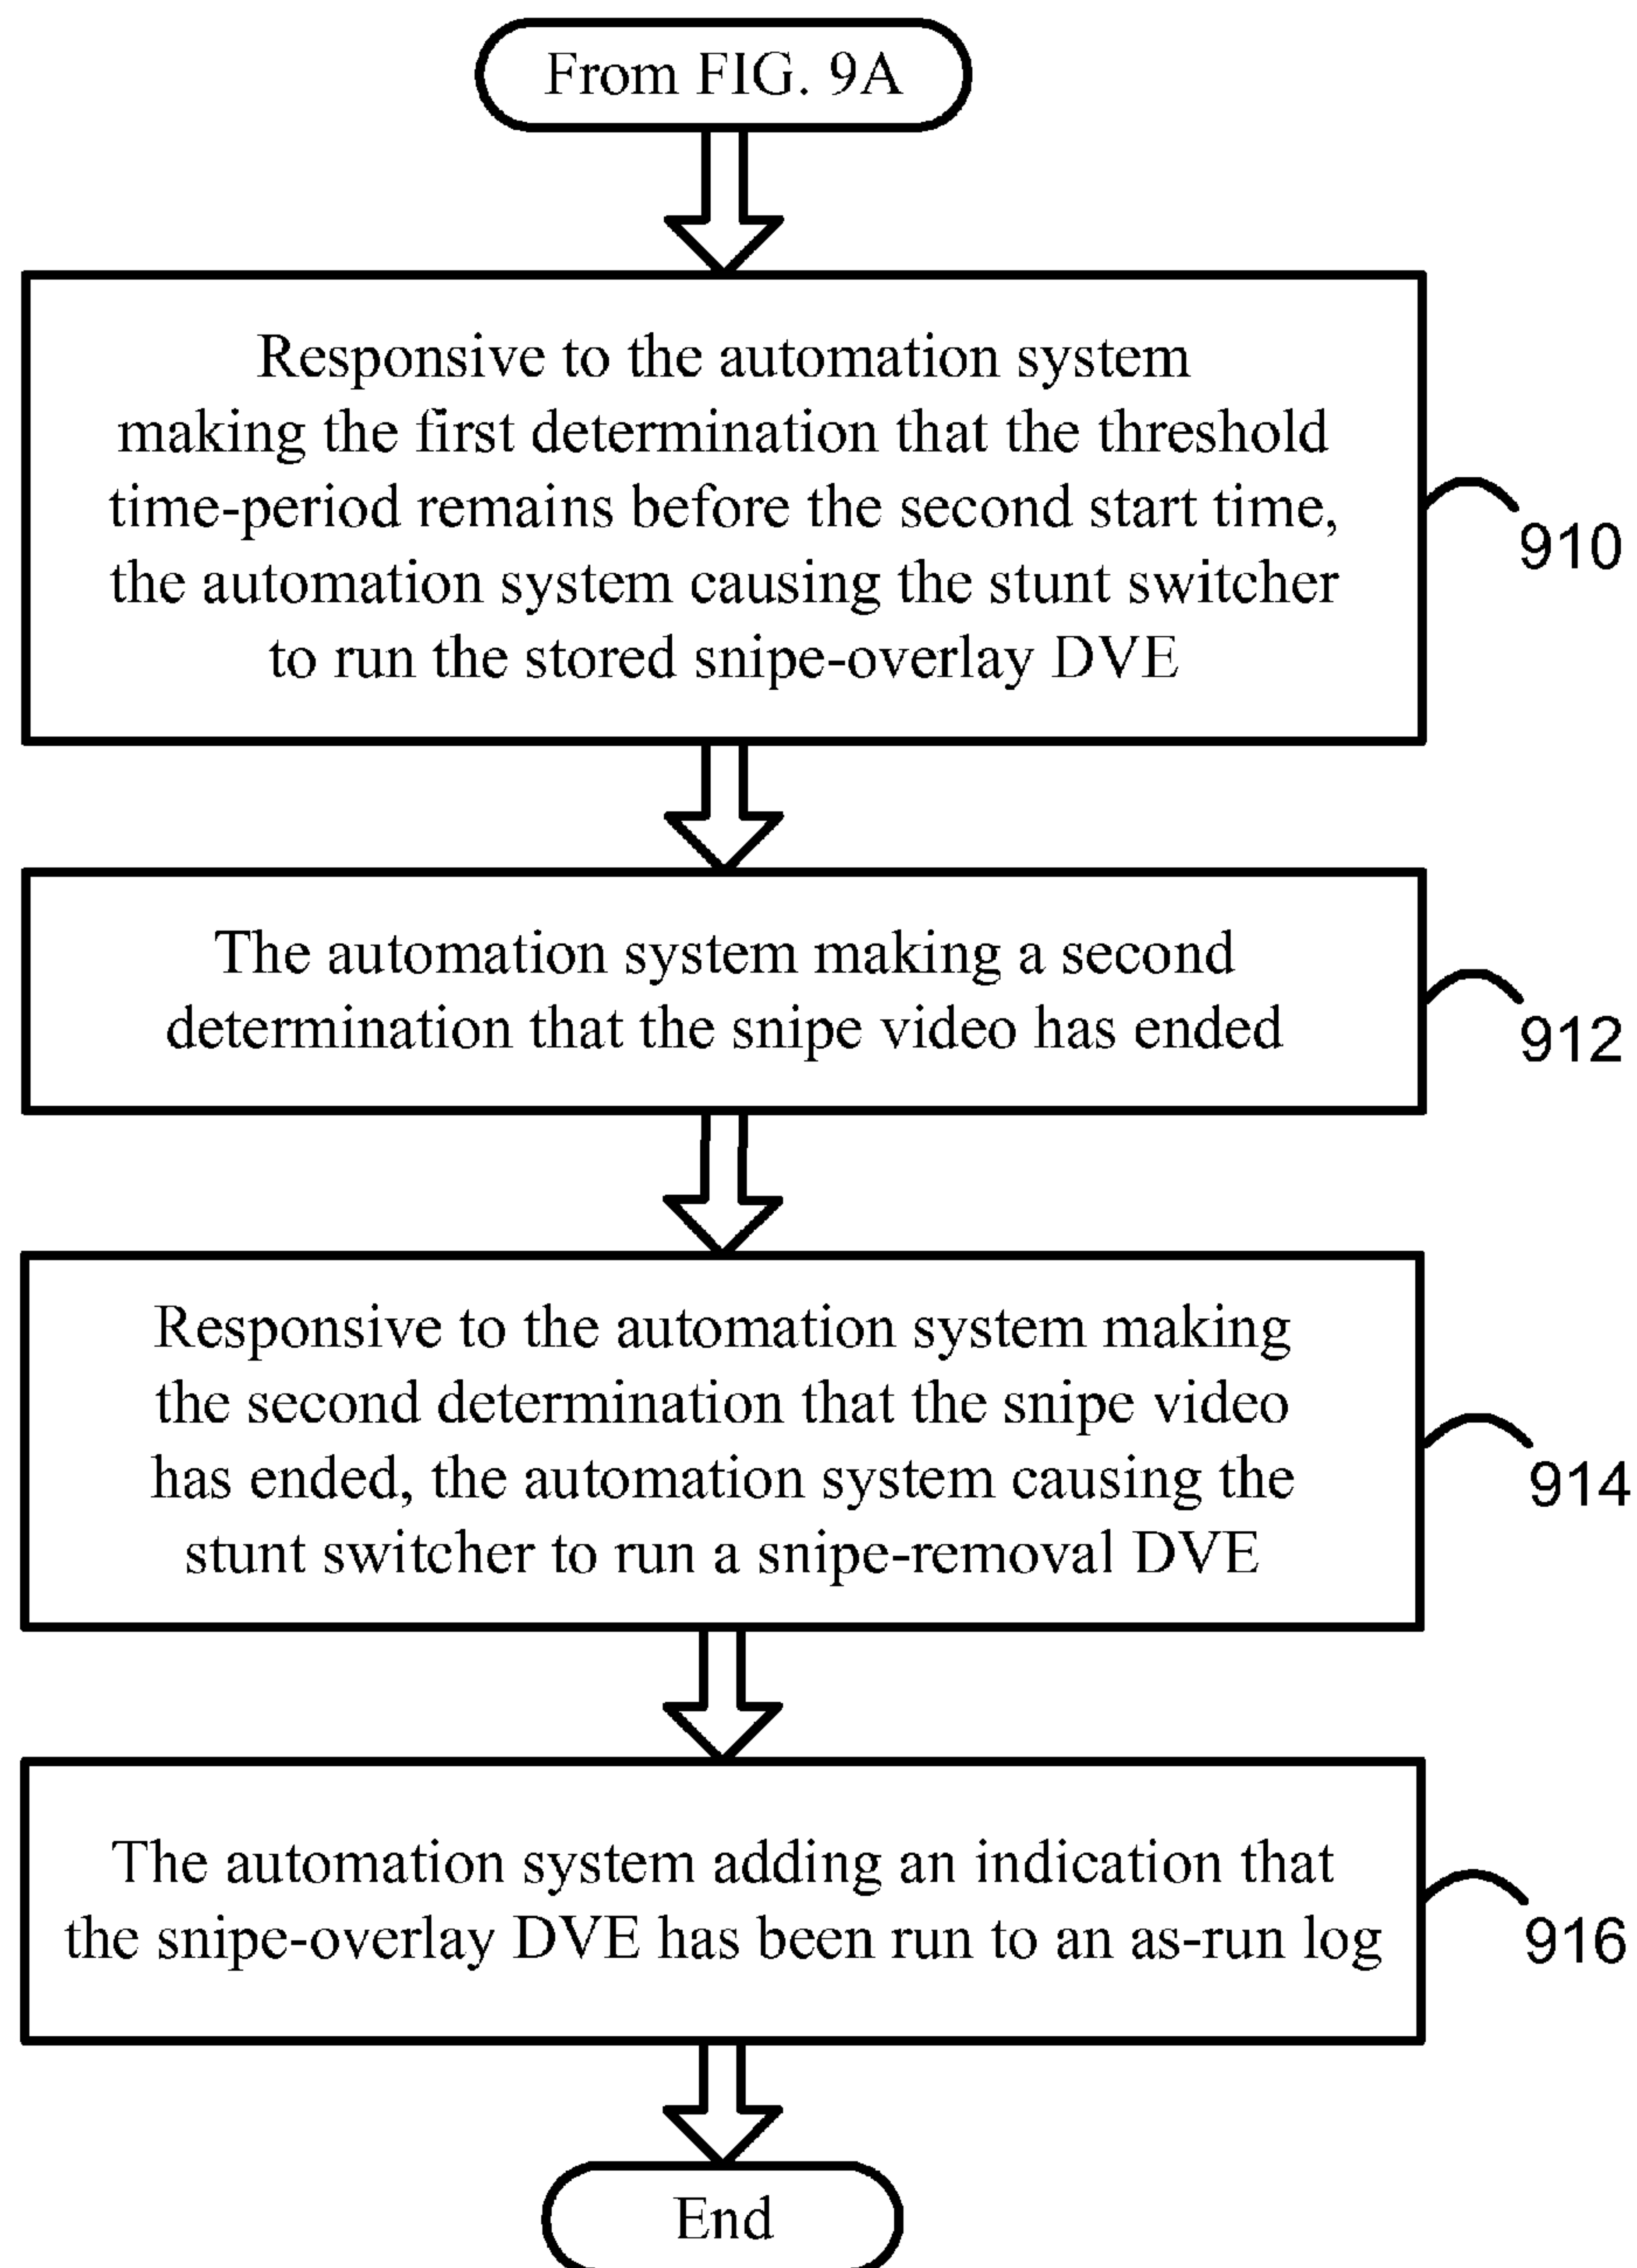 From FIG. 9A
Responsive to the automation system
making the first determination that the threshold
time-period remains before the second start time,
the automation system causing the stunt switcher
to run the stored snipe-overlay DVE
910
The automation system making a second
determination that the snipe video has ended
912
Responsive to the automation system making
the second determination that the snipe video
has ended, the automation system causing the
stunt switcher to run a snipe-removal DVE
914
The automation system adding an indication that
the snipe-overlay DVE has been run to an as-run log
916
End